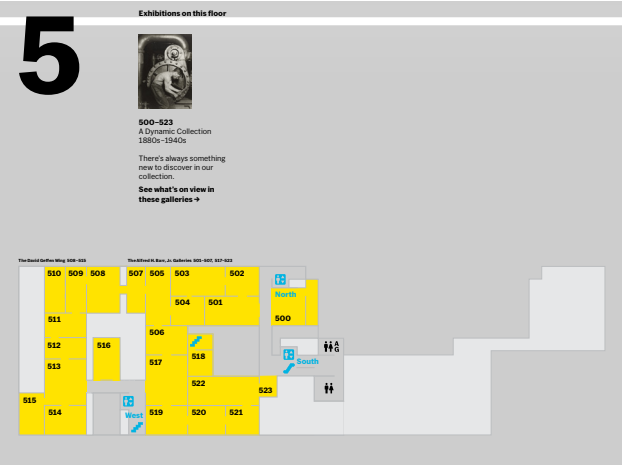 5
Exhibitions on this floor
500–523
A Dynamic Collection
1880s–1940s
There's always something
new to discover in our
collection.
See what's on view in
these galleries →
The David Geffen Wing 508–515
The Alfred H. Barr, Jr. Galleries 501–507, 517–523
510 509 508 507 505 503 502
North
504 501
511 500
506
512 516 A
G
518
513 517 South
522
523
515
514 West 519 520 521